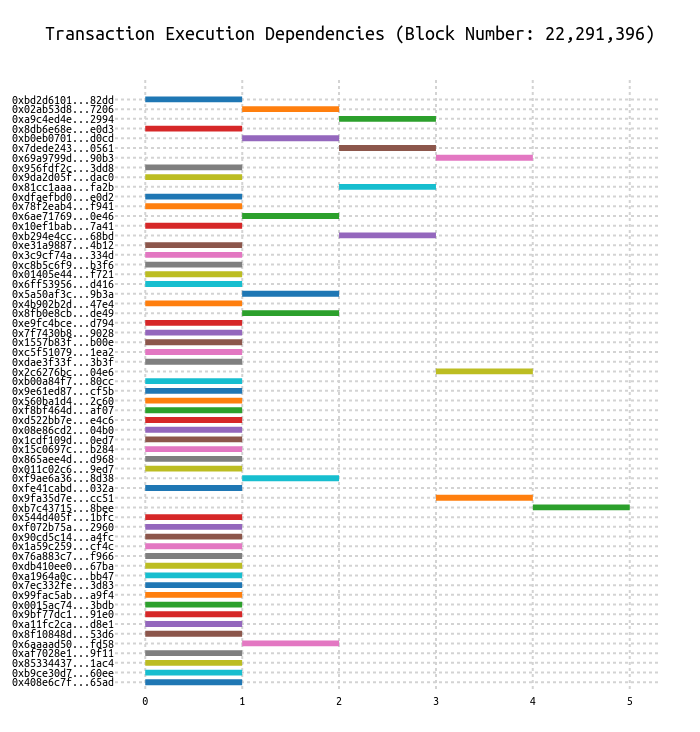 Transaction Execution Dependencies (Block Number: 22,291,396)
0xbd2d6101...82dd
0x02ab53d8...7206
0xa9c4ed4e...2994
0x8db6e68e...e0d3
0xb0eb0701...d0cd
0x7dede243...0561
0x69a9799d...90b3
0x956fdf2c...3dd8
0x9da2d05f...dac0
0x81cc1aaa...fa2b
0xdfaefbd0...e0d2
0x78f2eab4...f941
0x6ae71769...0e46
0x10ef1bab...7a41
0xb294e4cc...68bd
0xe31a9887...4b12
0x3c9cf74a...334d
0xc8b5c6f9...b3f6
0x01405e44...f721
0x6ff53956...d416
0x5a50af3c...9b3a
0x4b902b2d...47e4
0x8fb0e8cb...de49
0xe9fc4bce...d794
0x7f7430b8...9028
0x1557b83f...b00e
0xc5f51079...1ea2
0xdae3f33f...3b3f
0x2c6276bc...04e6
0xb00a84f7...80cc
0x9e61ed87...cf5b
0x560ba1d4...2c60
0xf8bf464d...af07
0xd522bb7e...e4c6
0x08e86cd2...04b0
0x1cdf109d...0ed7
0x15c0697c...b284
0x865aee4d...d968
0x011c02c6...9ed7
0xf9ae6a36...8d38
0xfe41cabd...032a
0x9fa35d7e...cc51
0xb7c43715...8bee
0x544d405f...1bfc
0xf072b75a...2960
0x90cd5c14...a4fc
0x1a59c259...cf4c
0x76a883c7...f966
0xdb410ee0...67ba
0xa1964a0c...bb47
0x7ec332fe...3d83
0x99fac5ab...a9f4
0x0015ac74...3bdb
0x9bf77dc1...91e0
0xa11fc2ca...d8e1
0x8f10848d...53d6
0x6aaaad50...fd58
0xaf7028e1...9f11
0x85334437...1ac4
0xb9ce30d7...60ee
0x408e6c7f...65ad
0 1 2 3 4 5